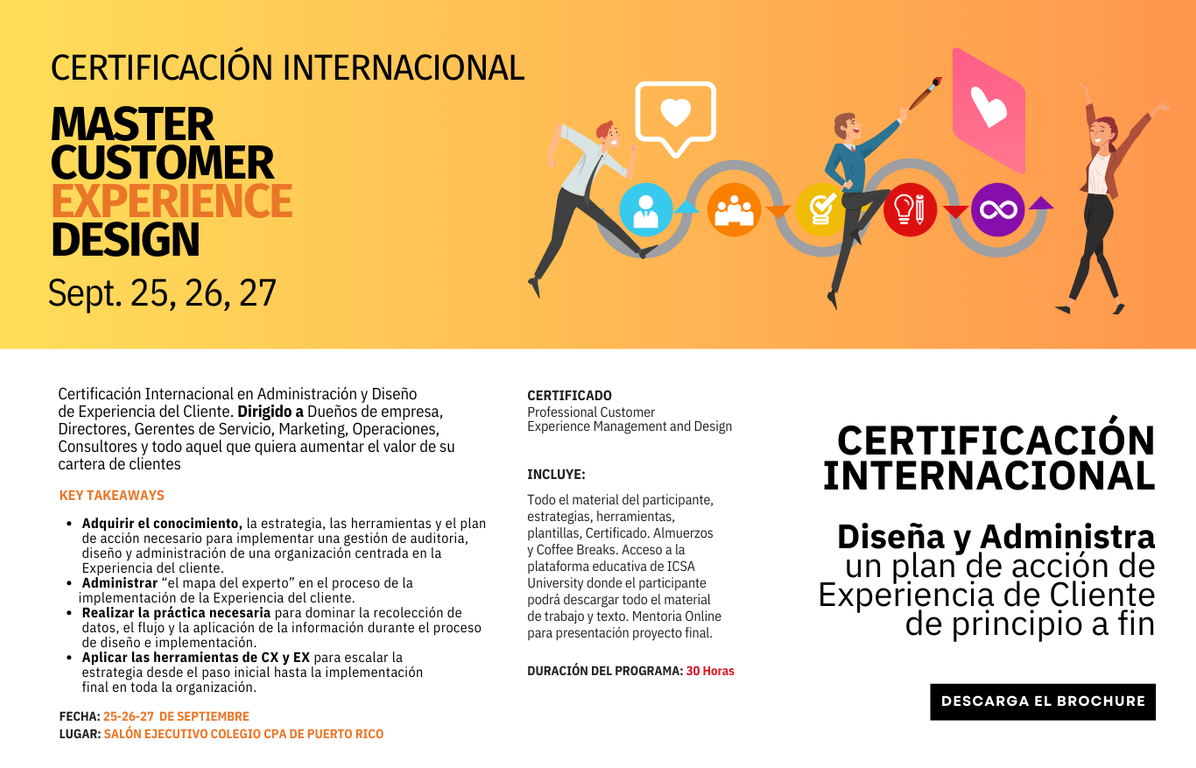 CERTIFICACIÓN INTERNACIONAL
MASTER
CUSTOMER
EXPERIENCE
DESIGN
Sept. 25, 26, 27
Certificación Internacional en Administración y Diseño
de Experiencia del Cliente. Dirigido a Dueños de empresa,
Directores, Gerentes de Servicio, Marketing, Operaciones,
Consultores y todo aquel que quiera aumentar el valor de su
cartera de clientes
KEY TAKEAWAYS
• Adquirir el conocimiento, la estrategia, las herramientas y el plan
de acción necesario para implementar una gestión de auditoria,
diseño y administración de una organización centrada en la
Experiencia del cliente.
• Administrar “el mapa del experto” en el proceso de la
implementación de la Experiencia del cliente.
• Realizar la práctica necesaria para dominar la recolección de
datos, el flujo y la aplicación de la información durante el proceso
de diseño e implementación.
• Aplicar las herramientas de CX y EX para escalar la
estrategia desde el paso inicial hasta la implementación
final en toda la organización.
FECHA: 25-26-27 DE SEPTIEMBRE
LUGAR: SALÓN EJECUTIVO COLEGIO CPA DE PUERTO RICO
CERTIFICADO
Professional Customer
Experience Management and Design
INCLUYE:
Todo el material del participante,
estrategias, herramientas,
plantillas, Certificado. Almuerzos
y Coffee Breaks. Acceso a la
plataforma educativa de ICSA
University donde el participante
podrá descargar todo el material
de trabajo y texto. Mentoria Online
para presentación proyecto final.
DURACIÓN DEL PROGRAMA: 30 Horas
CERTIFICACIÓN
INTERNACIONAL
Diseña y Administra
un plan de acción de
Experiencia de Cliente
de principio a fin
DESCARGA EL BROCHURE